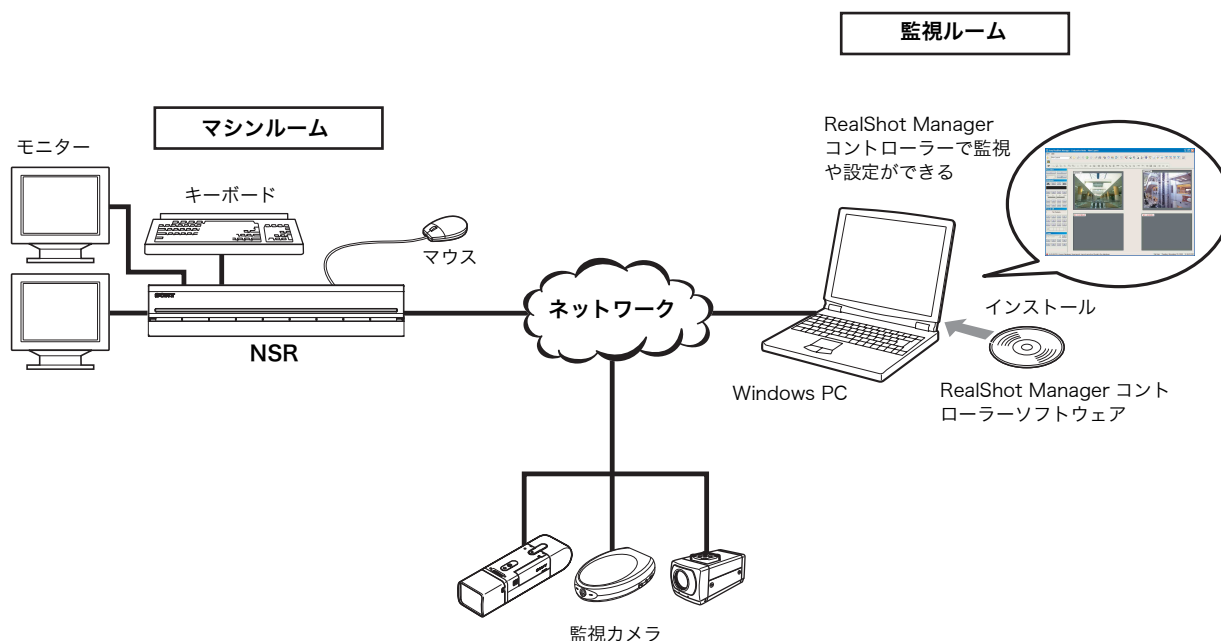 監視ルーム
マシンルーム
モニター
キーボード
マウス
SONY
NSR
ネットワーク
RealShot Manager
コントローラーで監視
や設定ができる
インストール
Windows PC
RealShot Manager コント
ローラーソフトウェア
監視カメラ